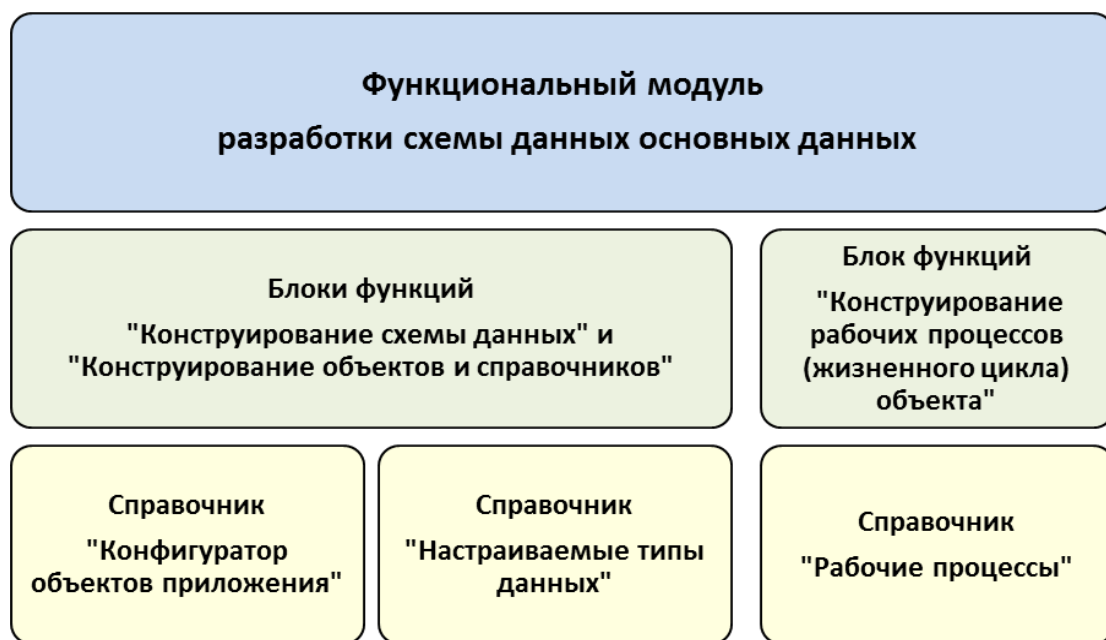 Функциональный модуль
разработки схемы данных основных данных
Блоки функций
"Конструирование схемы данных" и
"Конструирование объектов и справочников"
Блок функций
"Конструирование
рабочих процессов
(жизненного цикла)
объекта"
Справочник
"Конфигуратор
объектов приложения"
Справочник
"Настраиваемые типы
данных"
Справочник
"Рабочие процессы"